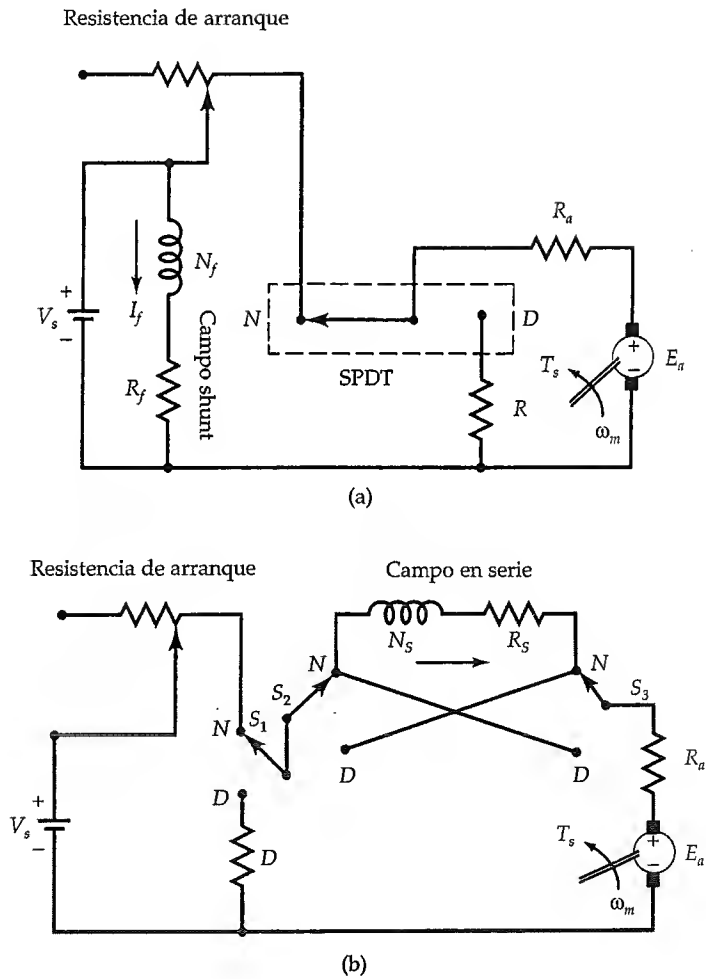 Resistencia de arranque
R_a
N_f
I_f
+
V_s
−
N
D
SPDT
R_f
Campo shunt
R
T_s
+
−
E_a
ω_m
(a)
Resistencia de arranque
Campo en serie
N_S
R_S
N
N
S_2
S_3
N
S_1
D
D
D
R_a
+
V_s
−
D
T_s
+
−
E_a
ω_m
(b)